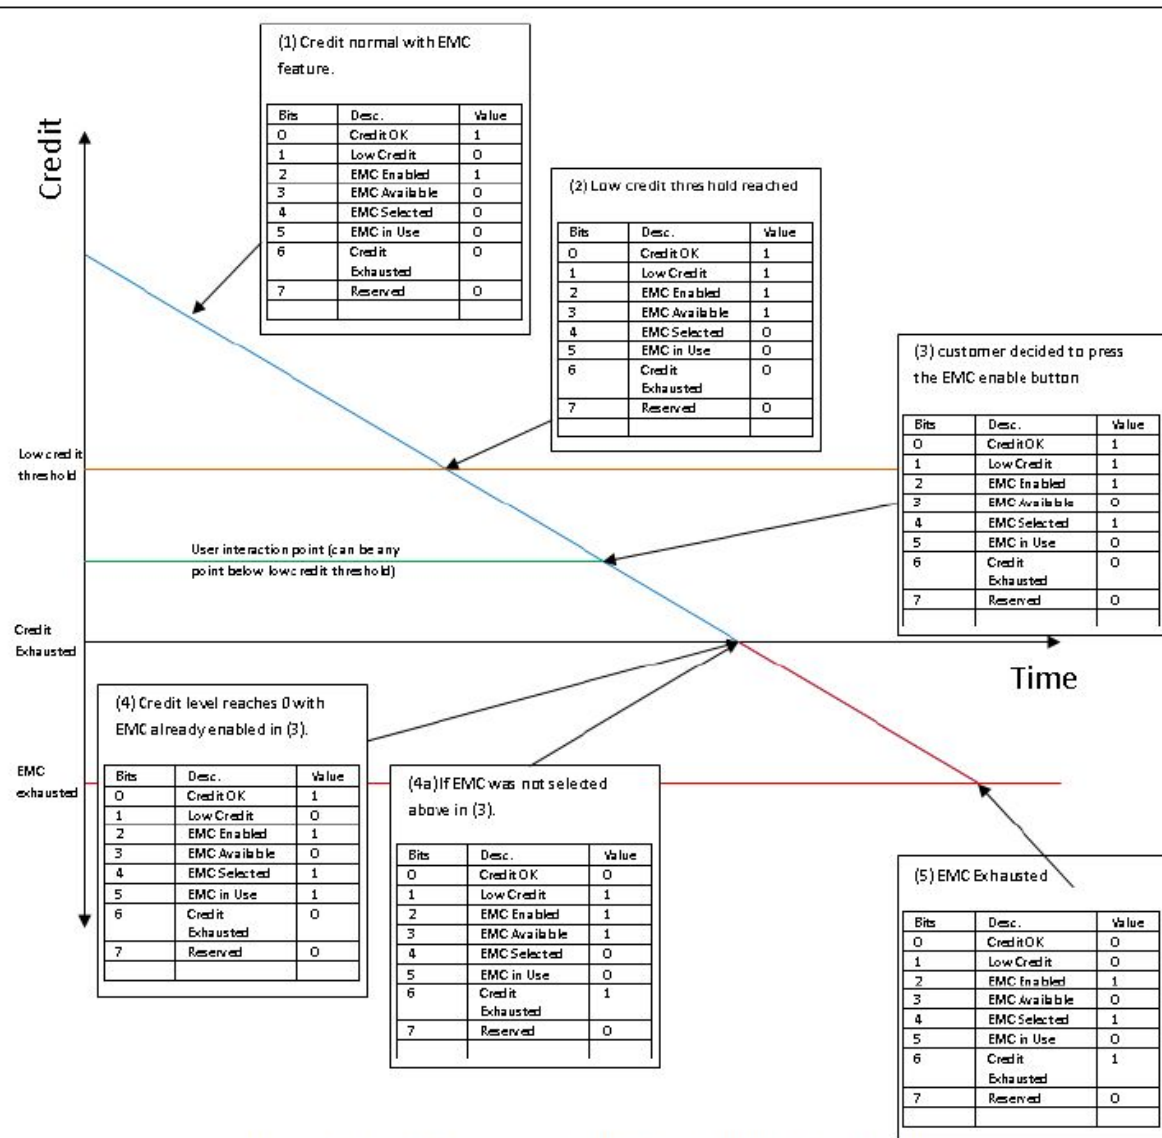 (1) Credit normal with EMC
feature.
Bits Desc. Value
0 Credit OK 1
1 Low Credit 0
2 EMC Enabled 1
3 EMC Available 0
4 EMC Selected 0
5 EMC in Use 0
6 Credit 0
Exhausted
7 Reserved 0
Credit
(2) Low credit threshold reached
Bits Desc. Value
0 Credit OK 1
1 Low Credit 1
2 EMC Enabled 1
3 EMC Available 1
4 EMC Selected 0
5 EMC in Use 0
6 Credit 0
Exhausted
7 Reserved 0
(3) customer decided to press
the EMC enable button
Bits Desc. Value
0 Credit OK 1
1 Low Credit 1
2 EMC Enabled 1
3 EMC Available 0
4 EMC Selected 1
5 EMC in Use 0
6 Credit 0
Exhausted
7 Reserved 0
Low credit
threshold
User interaction point (can be any
point below low credit threshold)
Credit
Exhausted
Time
(4) Credit level reaches 0 with
EMC already enabled in (3).
Bits Desc. Value
0 Credit OK 1
1 Low Credit 0
2 EMC Enabled 1
3 EMC Available 0
4 EMC Selected 1
5 EMC in Use 1
6 Credit 0
Exhausted
7 Reserved 0
EMC
exhausted
(4a) If EMC was not selected
above in (3).
Bits Desc. Value
0 Credit OK 0
1 Low Credit 1
2 EMC Enabled 1
3 EMC Available 1
4 EMC Selected 0
5 EMC in Use 0
6 Credit 1
Exhausted
7 Reserved 0
(5) EMC Exhausted
Bits Desc. Value
0 Credit OK 0
1 Low Credit 0
2 EMC Enabled 1
3 EMC Available 0
4 EMC Selected 1
5 EMC in Use 0
6 Credit 1
Exhausted
7 Reserved 0